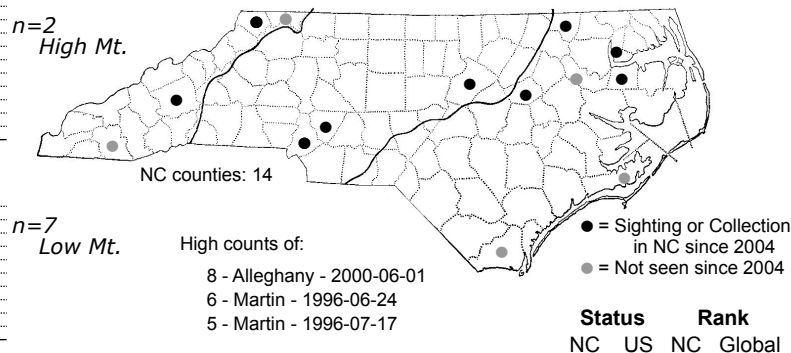 n=2
High Mt.
NC counties: 14
n=7
Low Mt.
High counts of:
8 - Alleghany - 2000-06-01
6 - Martin - 1996-06-24
5 - Martin - 1996-07-17
● = Sighting or Collection
in NC since 2004
● = Not seen since 2004
Status Rank
NC US NC Global